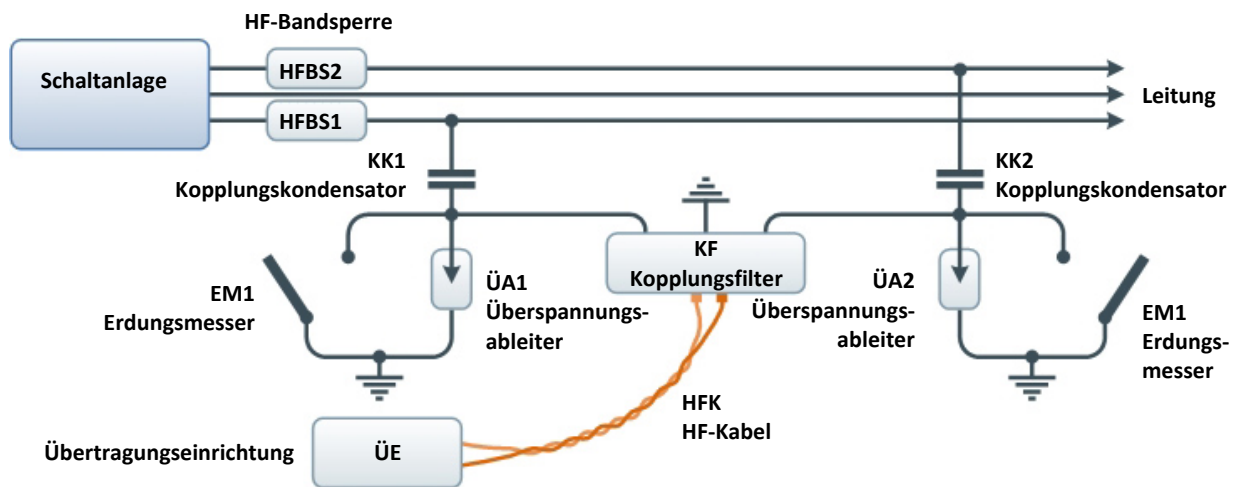 HF-Bandsperre
Schaltanlage
HFBS2
HFBS1
Leitung
KK1
Kopplungskondensator
KK2
Kopplungskondensator
EM1
Erdungsmesser
ÜA1
Überspannungs-
ableiter
KF
Kopplungsfilter
ÜA2
Überspannungs-
ableiter
EM1
Erdungs-
messer
HFK
HF-Kabel
Übertragungseinrichtung
ÜE